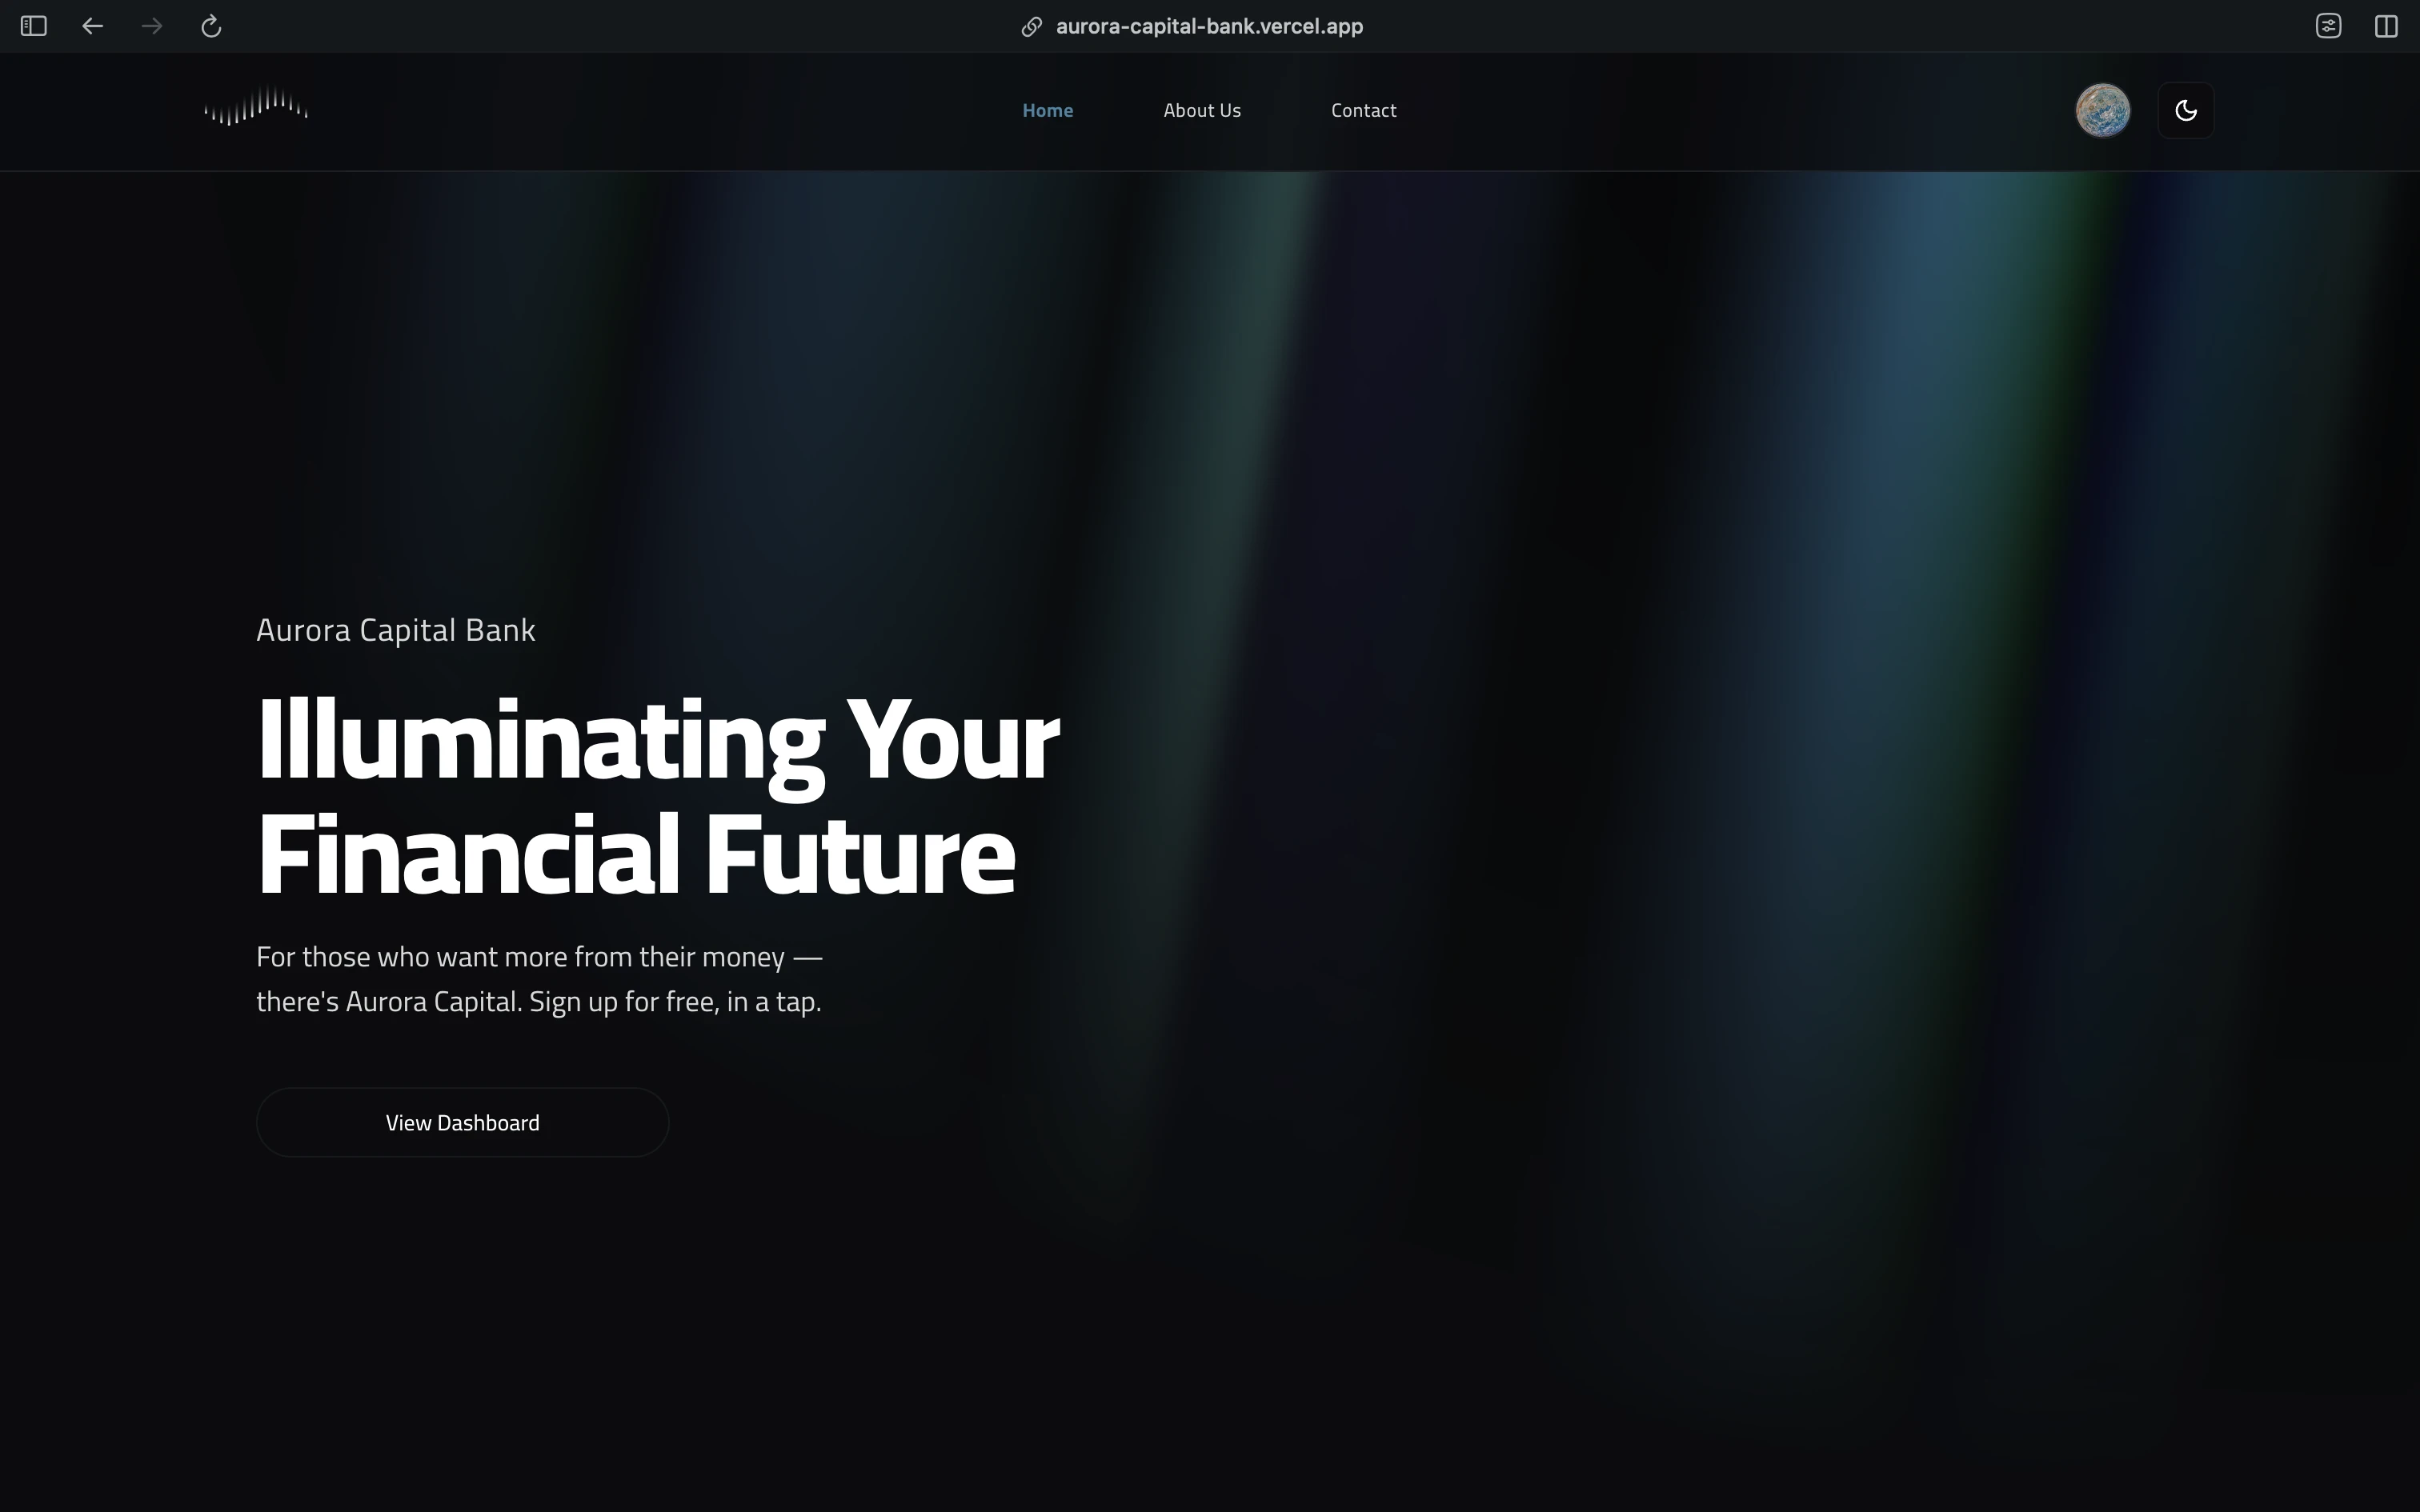 aurora-capital-bank.vercel.app
Home
About Us
Contact
Aurora Capital Bank
Illuminating Your
Financial Future
For those who want more from their money —
there's Aurora Capital. Sign up for free, in a tap.
View Dashboard